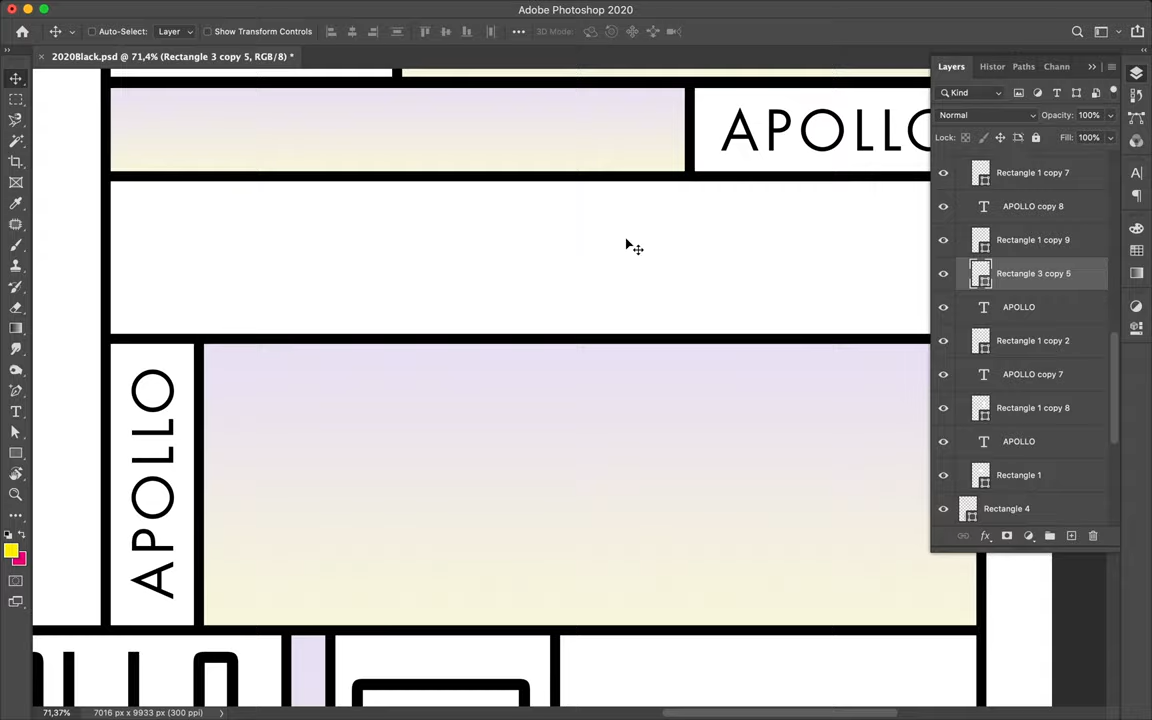 Adobe Photoshop 2020
Auto-Select: Layer Show Transform Controls 3D Mode:
2020Black.psd @ 71,4% (Rectangle 3 copy 5, RGB/8) *
Layers Histor Paths Chann
Kind
Normal Opacity: 100%
Lock: Fill: 100%
Rectangle 1 copy 7
APOLLO copy 8
Rectangle 1 copy 9
Rectangle 3 copy 5
APOLLO
Rectangle 1 copy 2
APOLLO copy 7
Rectangle 1 copy 8
APOLLO
Rectangle 1
Rectangle 4
fx
APOLLO
APOLLO
71,37% 7016 px x 9933 px (300 ppi)